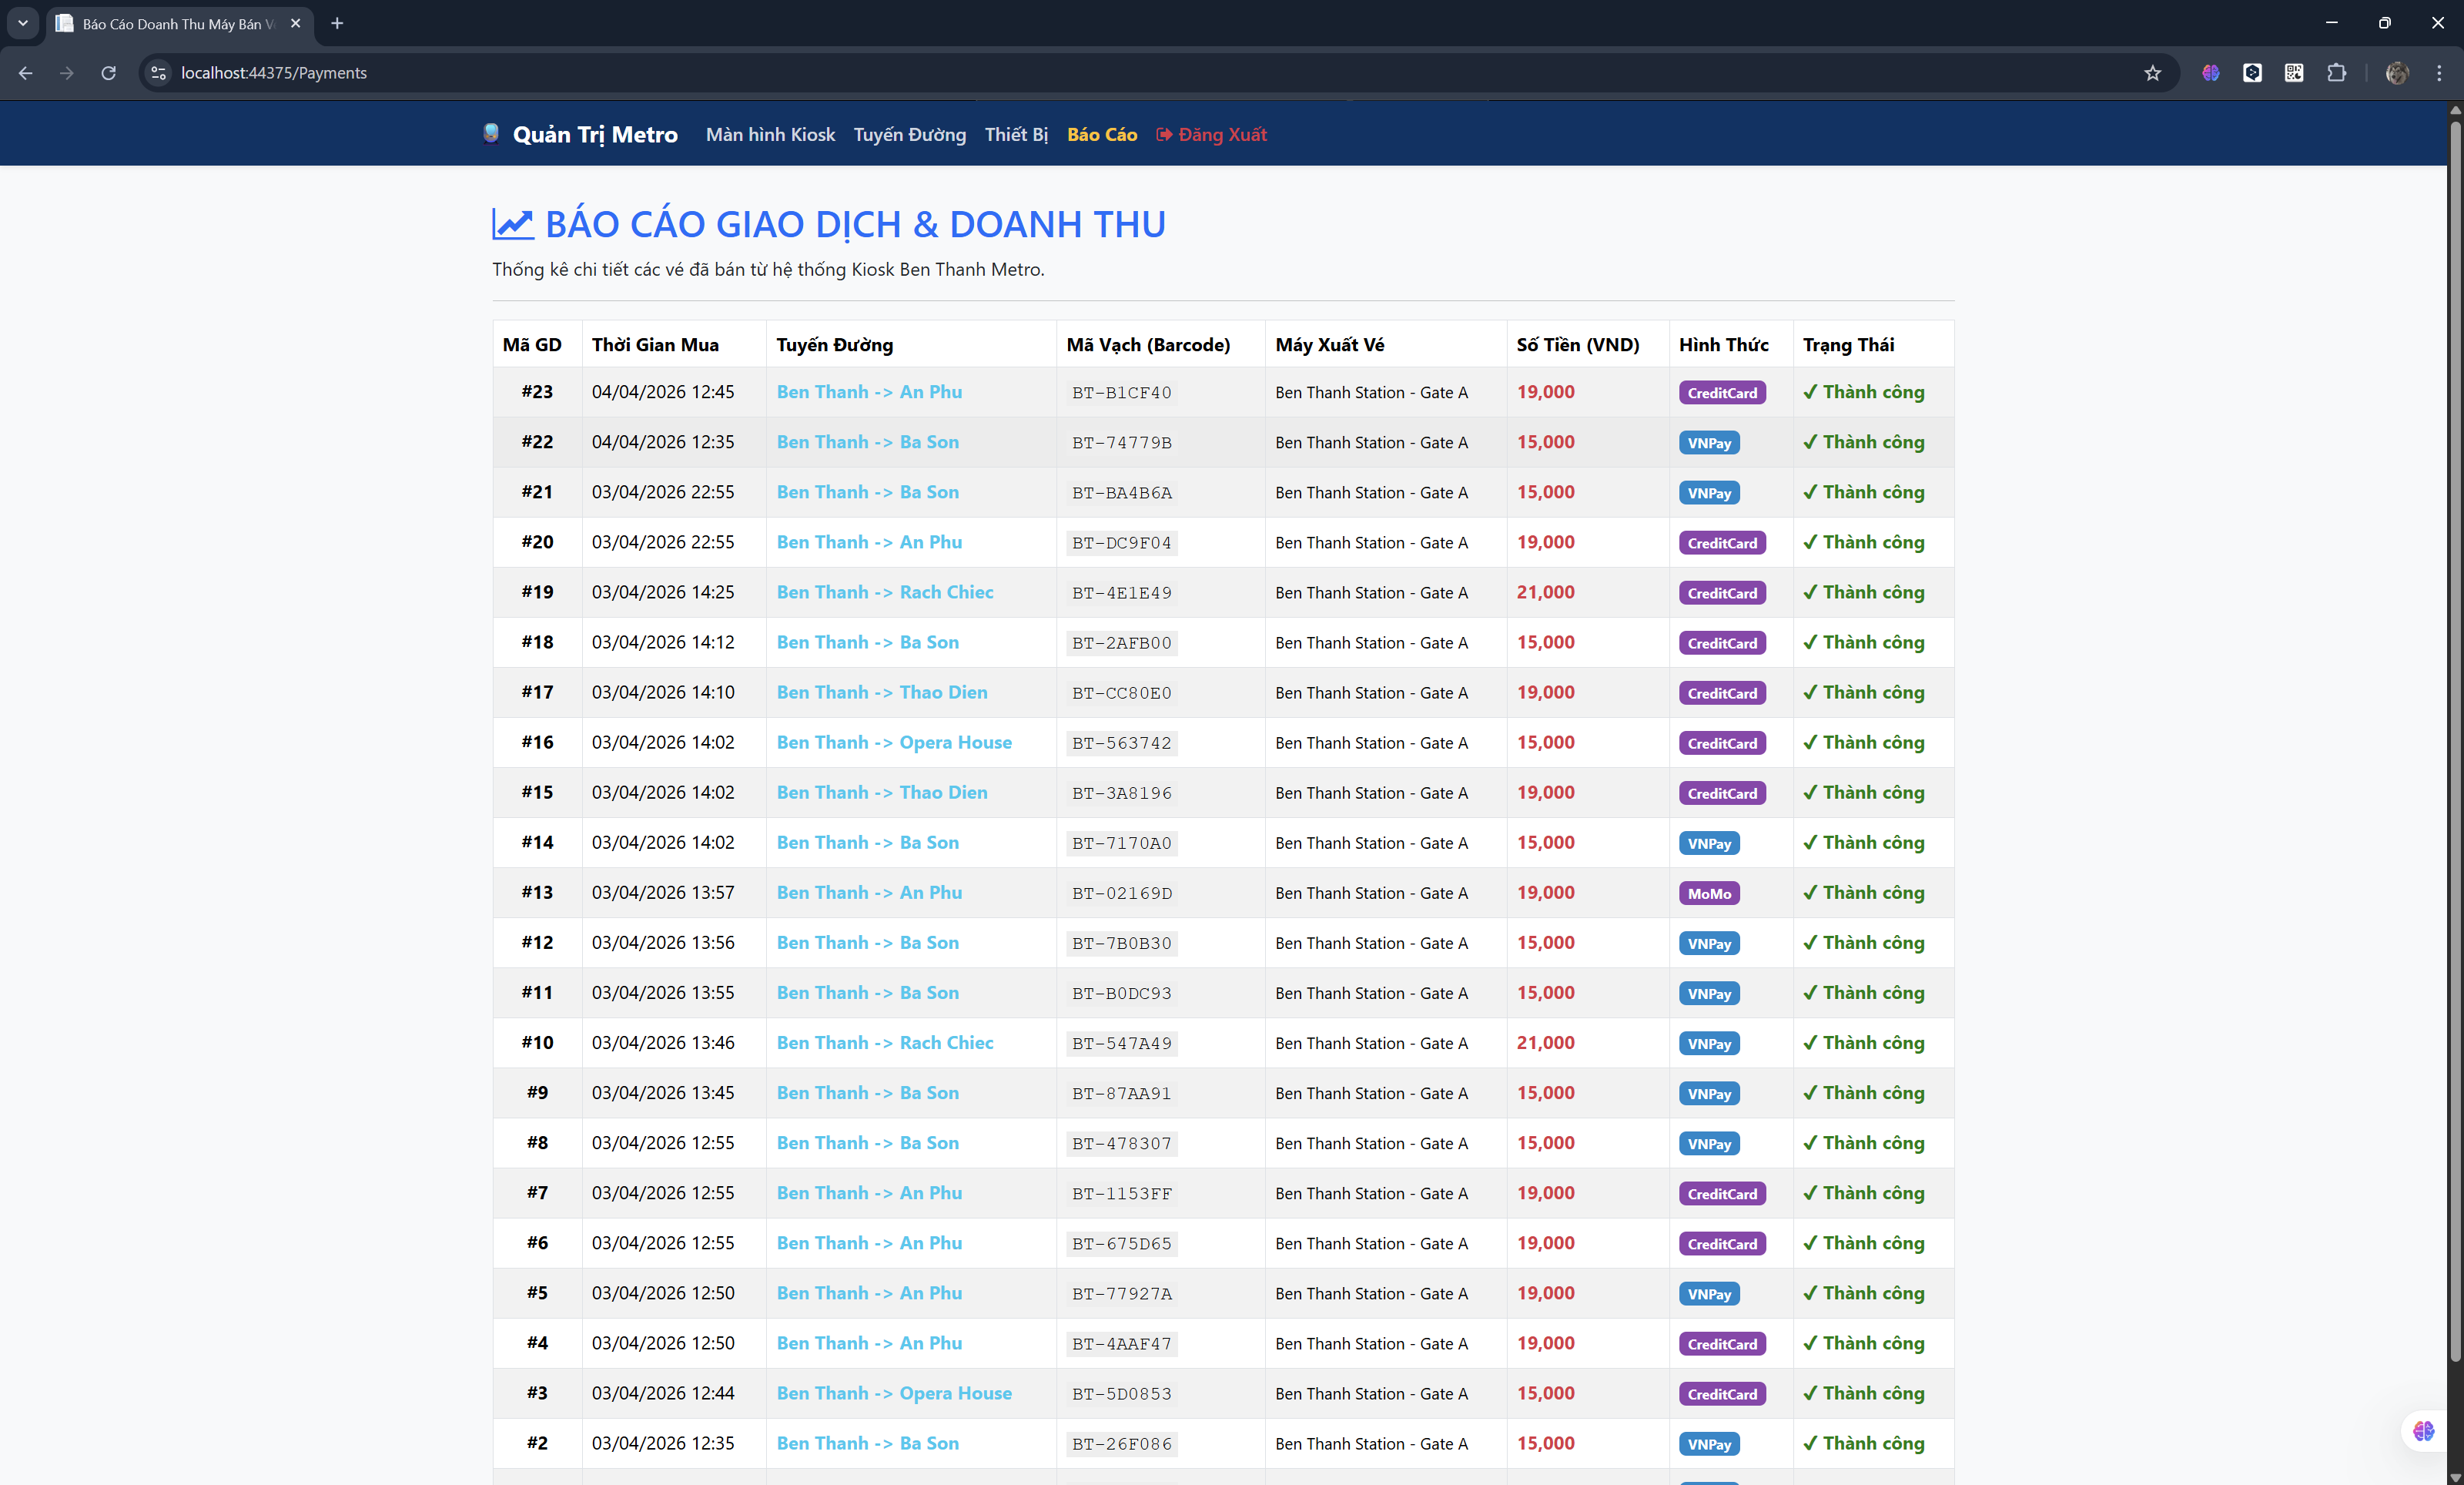 Báo Cáo Doanh Thu Máy Bán V
localhost:44375/Payments
Quản Trị Metro Màn hình Kiosk Tuyến Đường Thiết Bị Báo Cáo Đăng Xuất
BÁO CÁO GIAO DỊCH & DOANH THU
Thống kê chi tiết các vé đã bán từ hệ thống Kiosk Ben Thanh Metro.
Mã GD Thời Gian Mua Tuyến Đường Mã Vạch (Barcode) Máy Xuất Vé Số Tiền (VND) Hình Thức Trạng Thái
#23 04/04/2026 12:45 Ben Thanh -> An Phu BT-B1CF40 Ben Thanh Station - Gate A 19,000 CreditCard ✓ Thành công
#22 04/04/2026 12:35 Ben Thanh -> Ba Son BT-74779B Ben Thanh Station - Gate A 15,000 VNPay ✓ Thành công
#21 03/04/2026 22:55 Ben Thanh -> Ba Son BT-BA4B6A Ben Thanh Station - Gate A 15,000 VNPay ✓ Thành công
#20 03/04/2026 22:55 Ben Thanh -> An Phu BT-DC9F04 Ben Thanh Station - Gate A 19,000 CreditCard ✓ Thành công
#19 03/04/2026 14:25 Ben Thanh -> Rach Chiec BT-4E1E49 Ben Thanh Station - Gate A 21,000 CreditCard ✓ Thành công
#18 03/04/2026 14:12 Ben Thanh -> Ba Son BT-2AFB00 Ben Thanh Station - Gate A 15,000 CreditCard ✓ Thành công
#17 03/04/2026 14:10 Ben Thanh -> Thao Dien BT-CC80E0 Ben Thanh Station - Gate A 19,000 CreditCard ✓ Thành công
#16 03/04/2026 14:02 Ben Thanh -> Opera House BT-563742 Ben Thanh Station - Gate A 15,000 CreditCard ✓ Thành công
#15 03/04/2026 14:02 Ben Thanh -> Thao Dien BT-3A8196 Ben Thanh Station - Gate A 19,000 CreditCard ✓ Thành công
#14 03/04/2026 14:02 Ben Thanh -> Ba Son BT-7170A0 Ben Thanh Station - Gate A 15,000 VNPay ✓ Thành công
#13 03/04/2026 13:57 Ben Thanh -> An Phu BT-02169D Ben Thanh Station - Gate A 19,000 MoMo ✓ Thành công
#12 03/04/2026 13:56 Ben Thanh -> Ba Son BT-7B0B30 Ben Thanh Station - Gate A 15,000 VNPay ✓ Thành công
#11 03/04/2026 13:55 Ben Thanh -> Ba Son BT-B0DC93 Ben Thanh Station - Gate A 15,000 VNPay ✓ Thành công
#10 03/04/2026 13:46 Ben Thanh -> Rach Chiec BT-547A49 Ben Thanh Station - Gate A 21,000 VNPay ✓ Thành công
#9 03/04/2026 13:45 Ben Thanh -> Ba Son BT-87AA91 Ben Thanh Station - Gate A 15,000 VNPay ✓ Thành công
#8 03/04/2026 12:55 Ben Thanh -> Ba Son BT-478307 Ben Thanh Station - Gate A 15,000 VNPay ✓ Thành công
#7 03/04/2026 12:55 Ben Thanh -> An Phu BT-1153FF Ben Thanh Station - Gate A 19,000 CreditCard ✓ Thành công
#6 03/04/2026 12:55 Ben Thanh -> An Phu BT-675D65 Ben Thanh Station - Gate A 19,000 CreditCard ✓ Thành công
#5 03/04/2026 12:50 Ben Thanh -> An Phu BT-77927A Ben Thanh Station - Gate A 19,000 VNPay ✓ Thành công
#4 03/04/2026 12:50 Ben Thanh -> An Phu BT-4AAF47 Ben Thanh Station - Gate A 19,000 CreditCard ✓ Thành công
#3 03/04/2026 12:44 Ben Thanh -> Opera House BT-5D0853 Ben Thanh Station - Gate A 15,000 CreditCard ✓ Thành công
#2 03/04/2026 12:35 Ben Thanh -> Ba Son BT-26F086 Ben Thanh Station - Gate A 15,000 VNPay ✓ Thành công